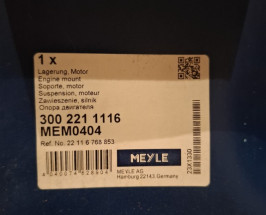 1 x
Lagerung, Motor
Engine mount
Soporte, motor
Suspension, moteur
Zawieszenie, silnik
Опора двигателя
300 221 1116
MEM0404
Ref. No. 22 11 6 768 853
MEYLE
MEYLE AG
Hamburg 22143, Germany